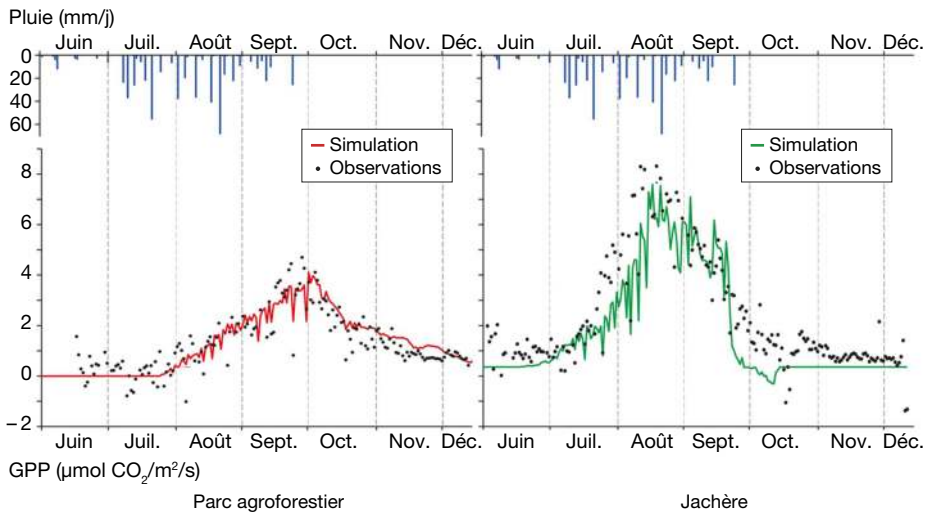 Pluie (mm/j)
Juin Juil. Août Sept. Oct. Nov. Déc. Juin Juil. Août Sept. Oct. Nov. Déc.
0
20
40
60
Simulation
Observations
Simulation
Observations
8
6
4
2
0
–2
Juin Juil. Août Sept. Oct. Nov. Déc. Juin Juil. Août Sept. Oct. Nov. Déc.
GPP (µmol CO₂/m²/s)
Parc agroforestier Jachère